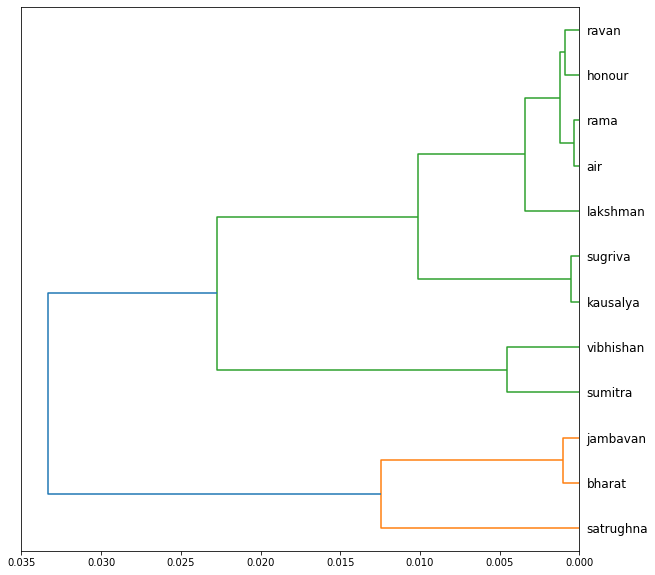 ravan
honour
rama
air
lakshman
sugriva
kausalya
vibhishan
sumitra
jambavan
bharat
satrughna
0.035 0.030 0.025 0.020 0.015 0.010 0.005 0.000